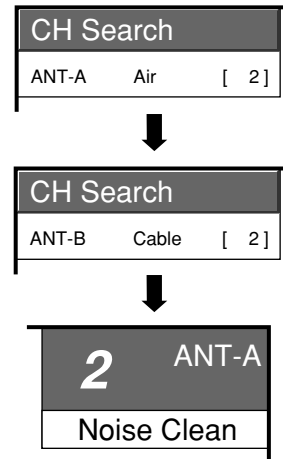 CH Search
ANT-A Air [ 2 ]
CH Search
ANT-B Cable [ 2 ]
2 ANT-A
Noise Clean